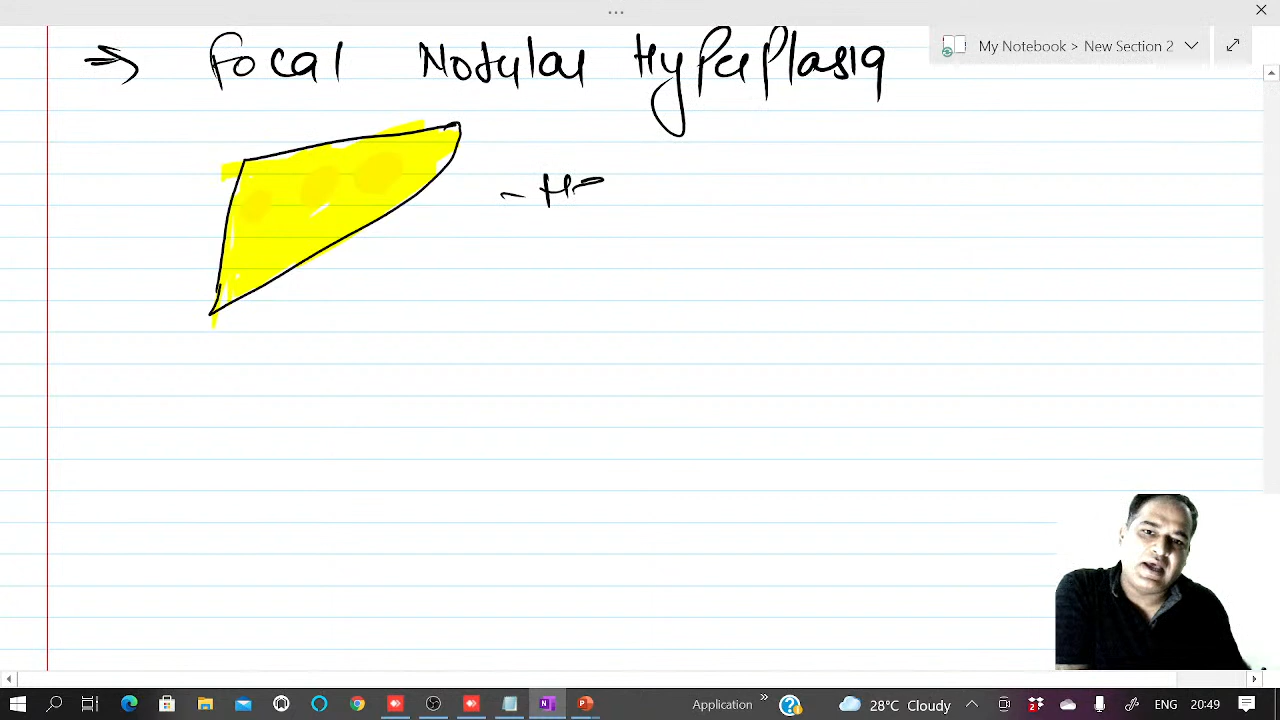 ...
My Notebook > New Section 2
⇒ Focal Nodular Hyperplasia
Application
28°C Cloudy
ENG
20:49